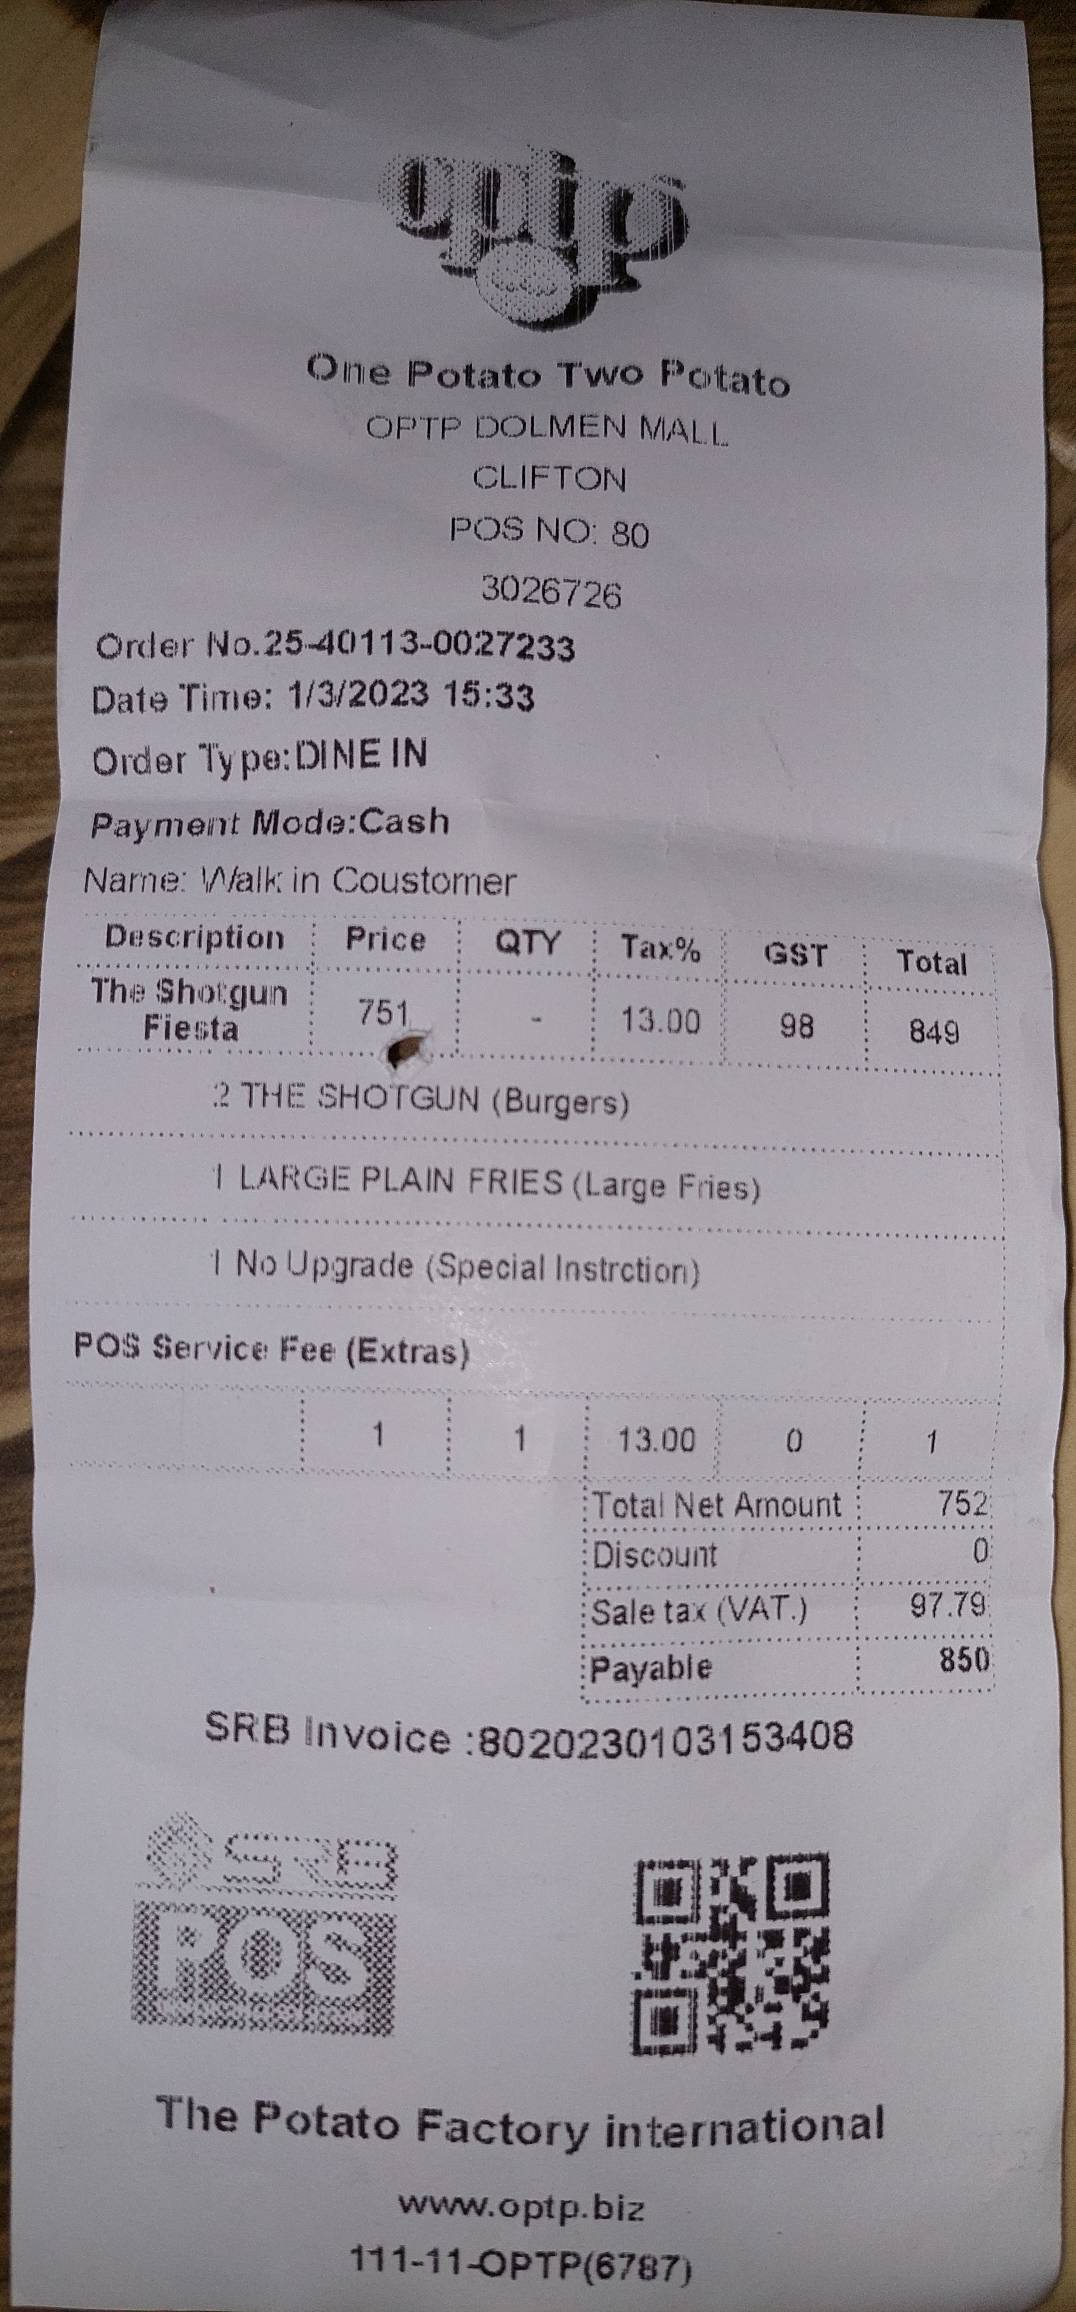 optp
One Potato Two Potato
OPTP DOLMEN MALL
CLIFTON
POS NO: 80
3026726
Order No.25-40113-0027233
Date Time: 1/3/2023 15:33
Order Type:DINE IN
Payment Mode:Cash
Name: Walk in Coustomer
Description Price QTY Tax% GST Total
The Shotgun Fiesta 751 - 13.00 98 849
2 THE SHOTGUN (Burgers)
1 LARGE PLAIN FRIES (Large Fries)
1 No Upgrade (Special Instrction)
POS Service Fee (Extras)
1 1 13.00 0 1
Total Net Amount 752
Discount 0
Sale tax (VAT.) 97.79
Payable 850
SRB Invoice :8020230103153408
SRB
POS
The Potato Factory international
www.optp.biz
111-11-OPTP(6787)